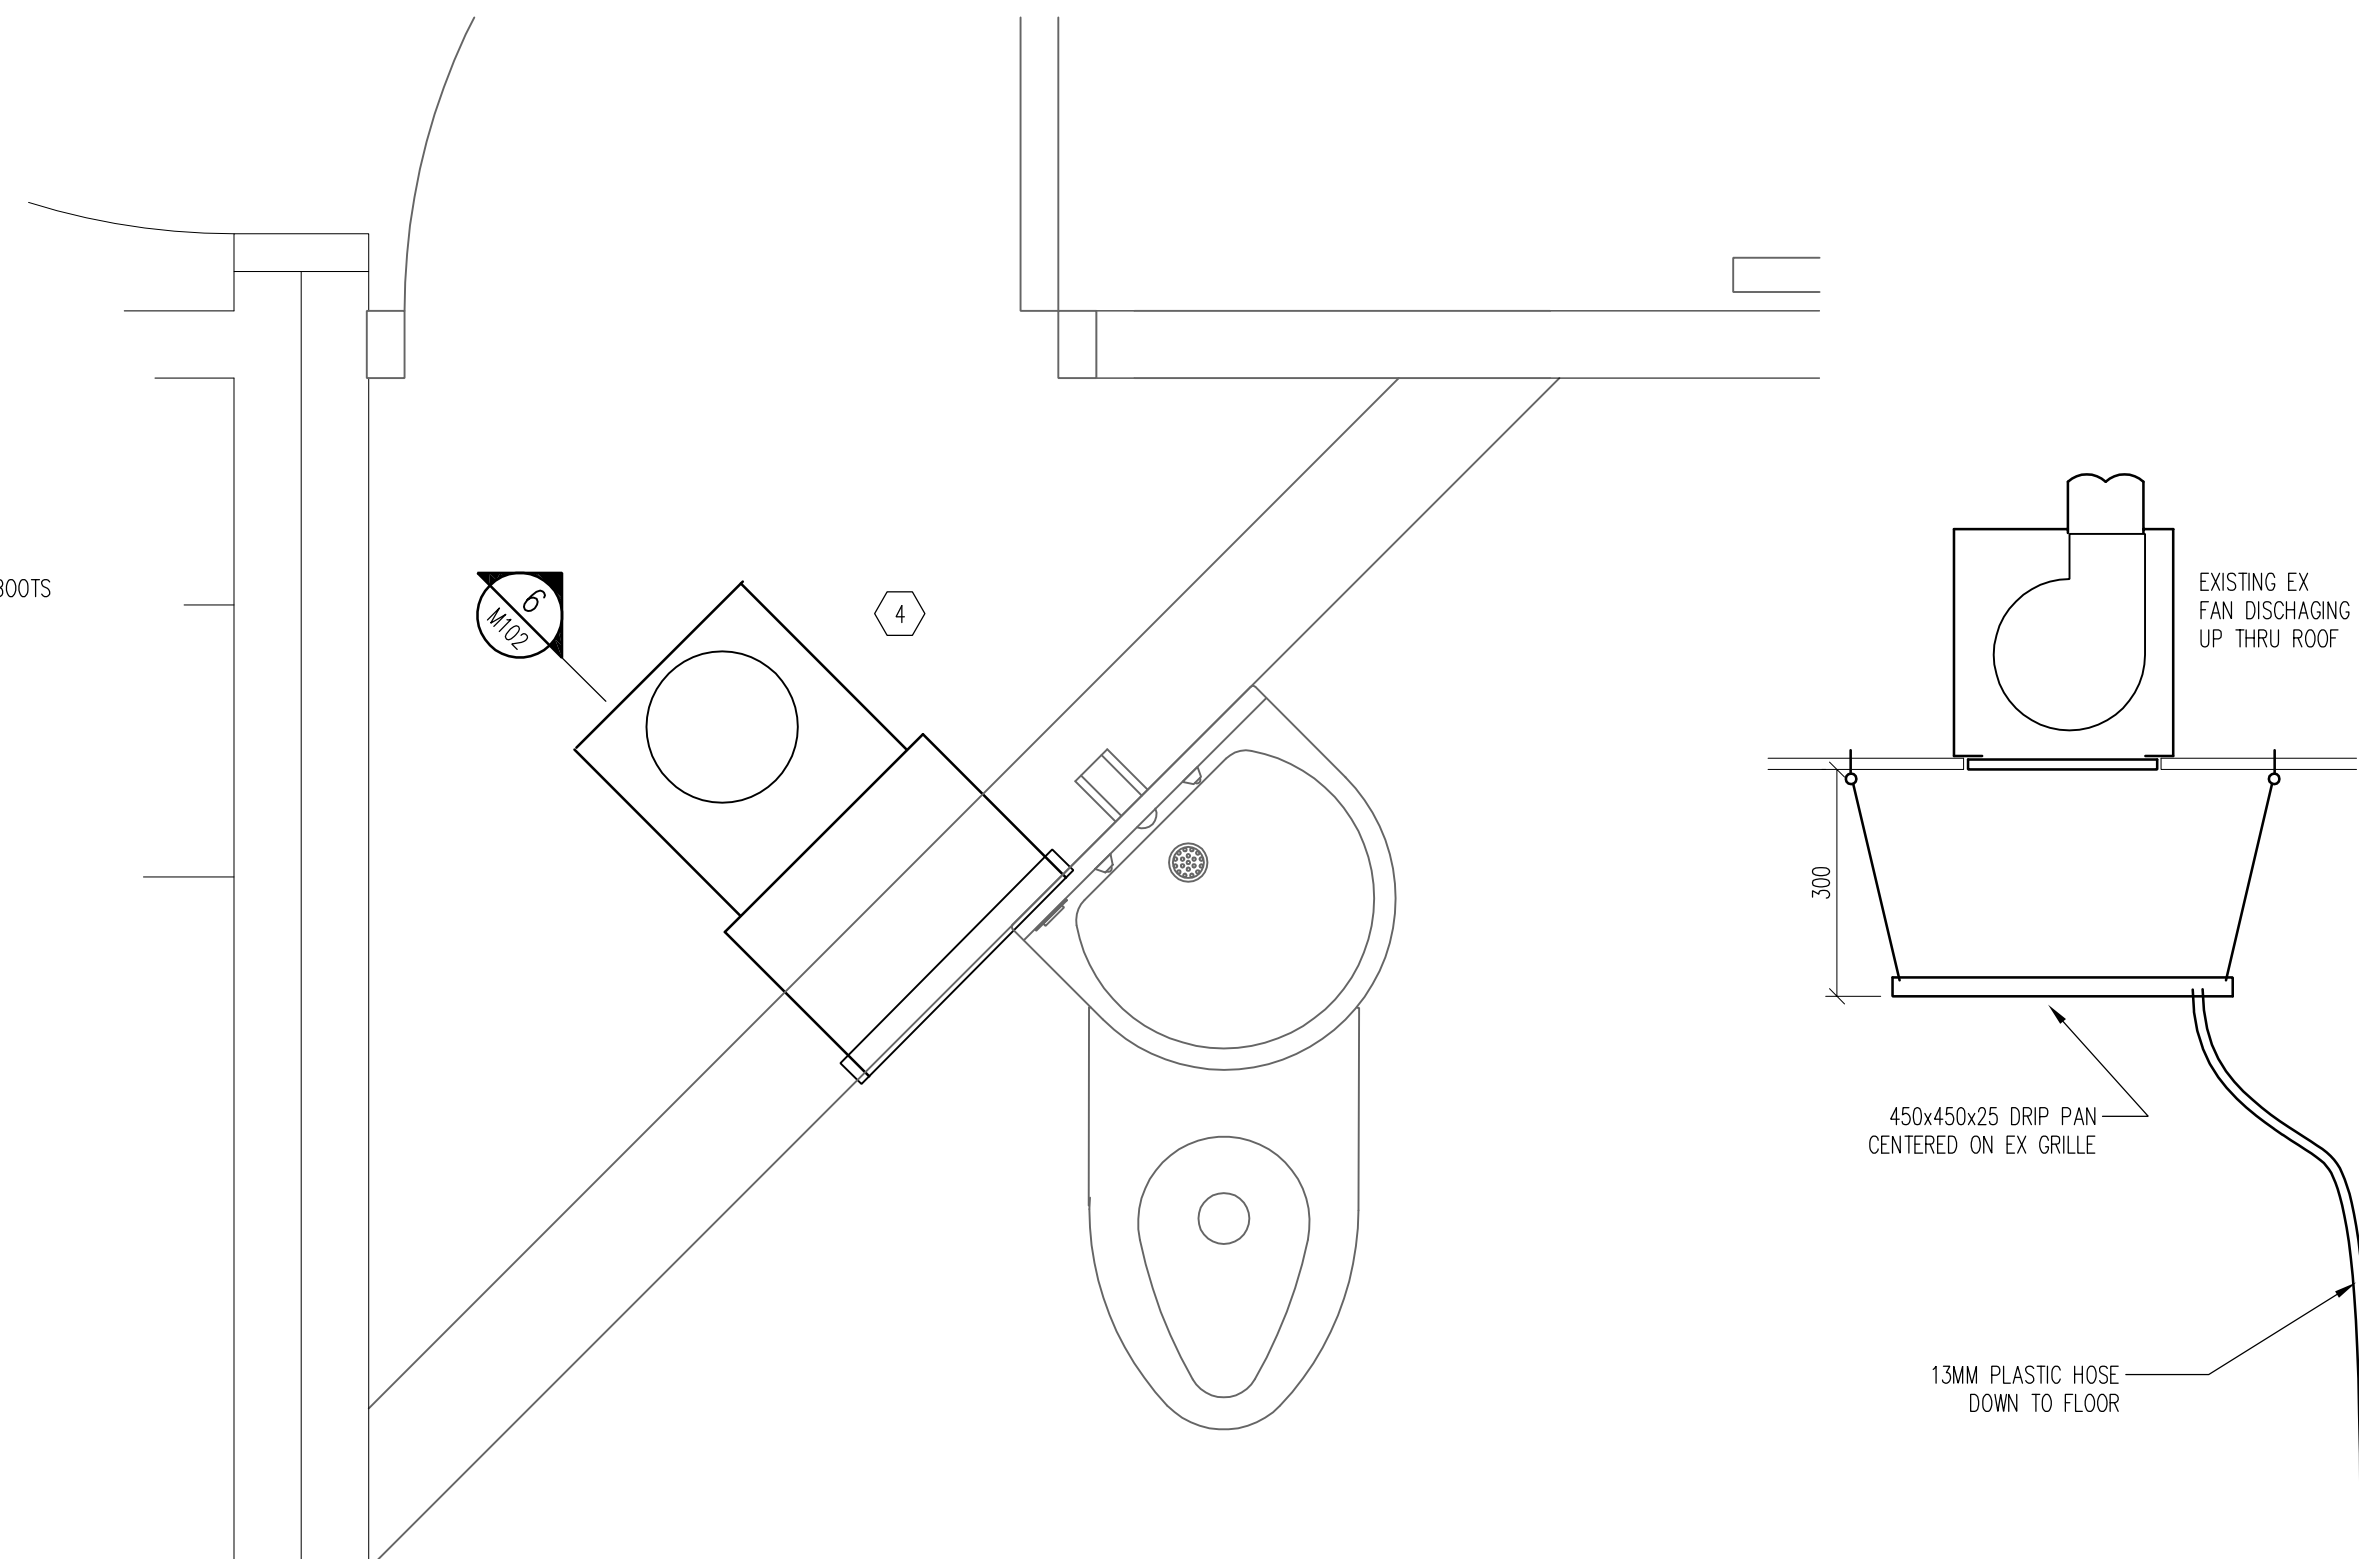 BOOTS
6
M102
4
EXISTING EX
FAN DISCHAGING
UP THRU ROOF
300
450x450x25 DRIP PAN
CENTERED ON EX GRILLE
13MM PLASTIC HOSE
DOWN TO FLOOR